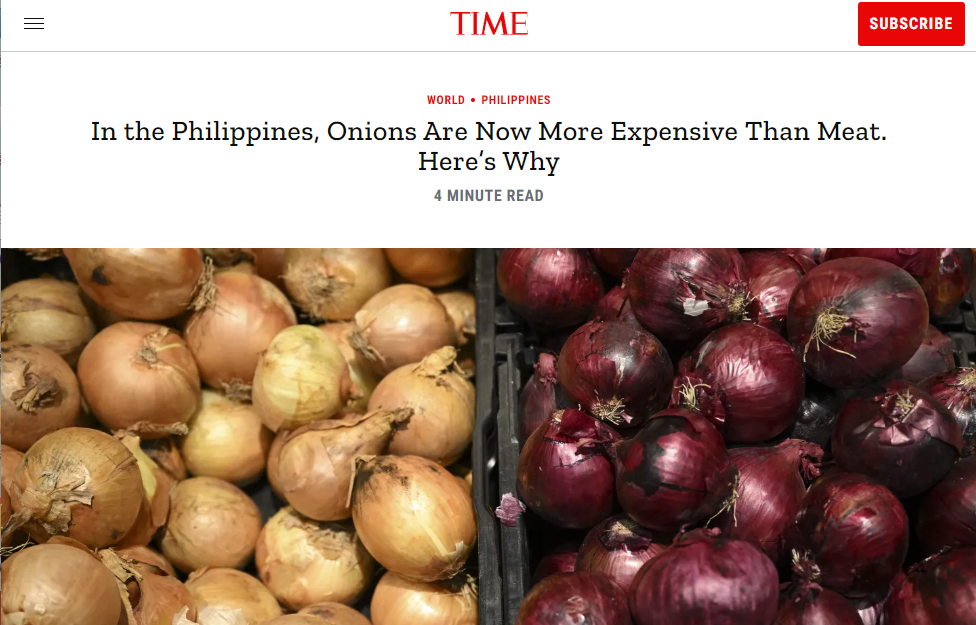 TIME
SUBSCRIBE
WORLD • PHILIPPINES
In the Philippines, Onions Are Now More Expensive Than Meat.
Here's Why
4 MINUTE READ